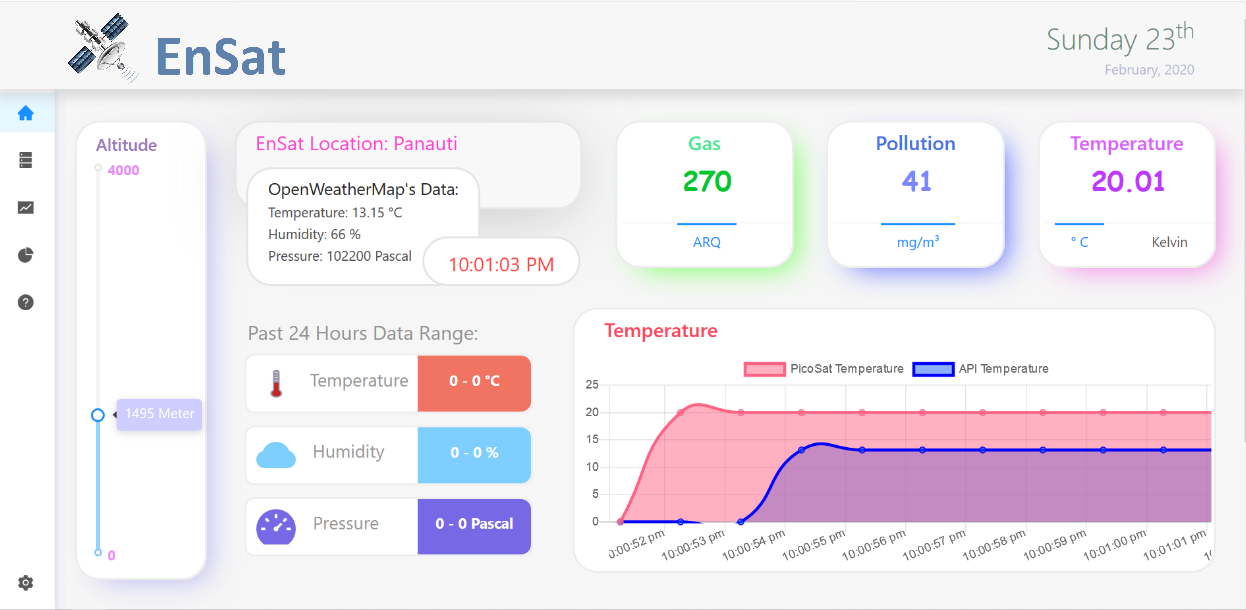 EnSat
Sunday 23th
February, 2020
Altitude
4000
1495 Meter
0
EnSat Location: Panauti
OpenWeatherMap's Data:
Temperature: 13.15 °C
Humidity: 66 %
Pressure: 102200 Pascal
10:01:03 PM
Gas
270
ARQ
Pollution
41
mg/m³
Temperature
20.01
° C Kelvin
Past 24 Hours Data Range:
Temperature 0 - 0 °C
Humidity 0 - 0 %
Pressure 0 - 0 Pascal
Temperature
PicoSat Temperature API Temperature
25
20
15
10
5
0
0:00:52 pm 10:00:53 pm 10:00:54 pm 10:00:55 pm 10:00:56 pm 10:00:57 pm 10:00:58 pm 10:00:59 pm 10:01:00 pm 10:01:01 pm